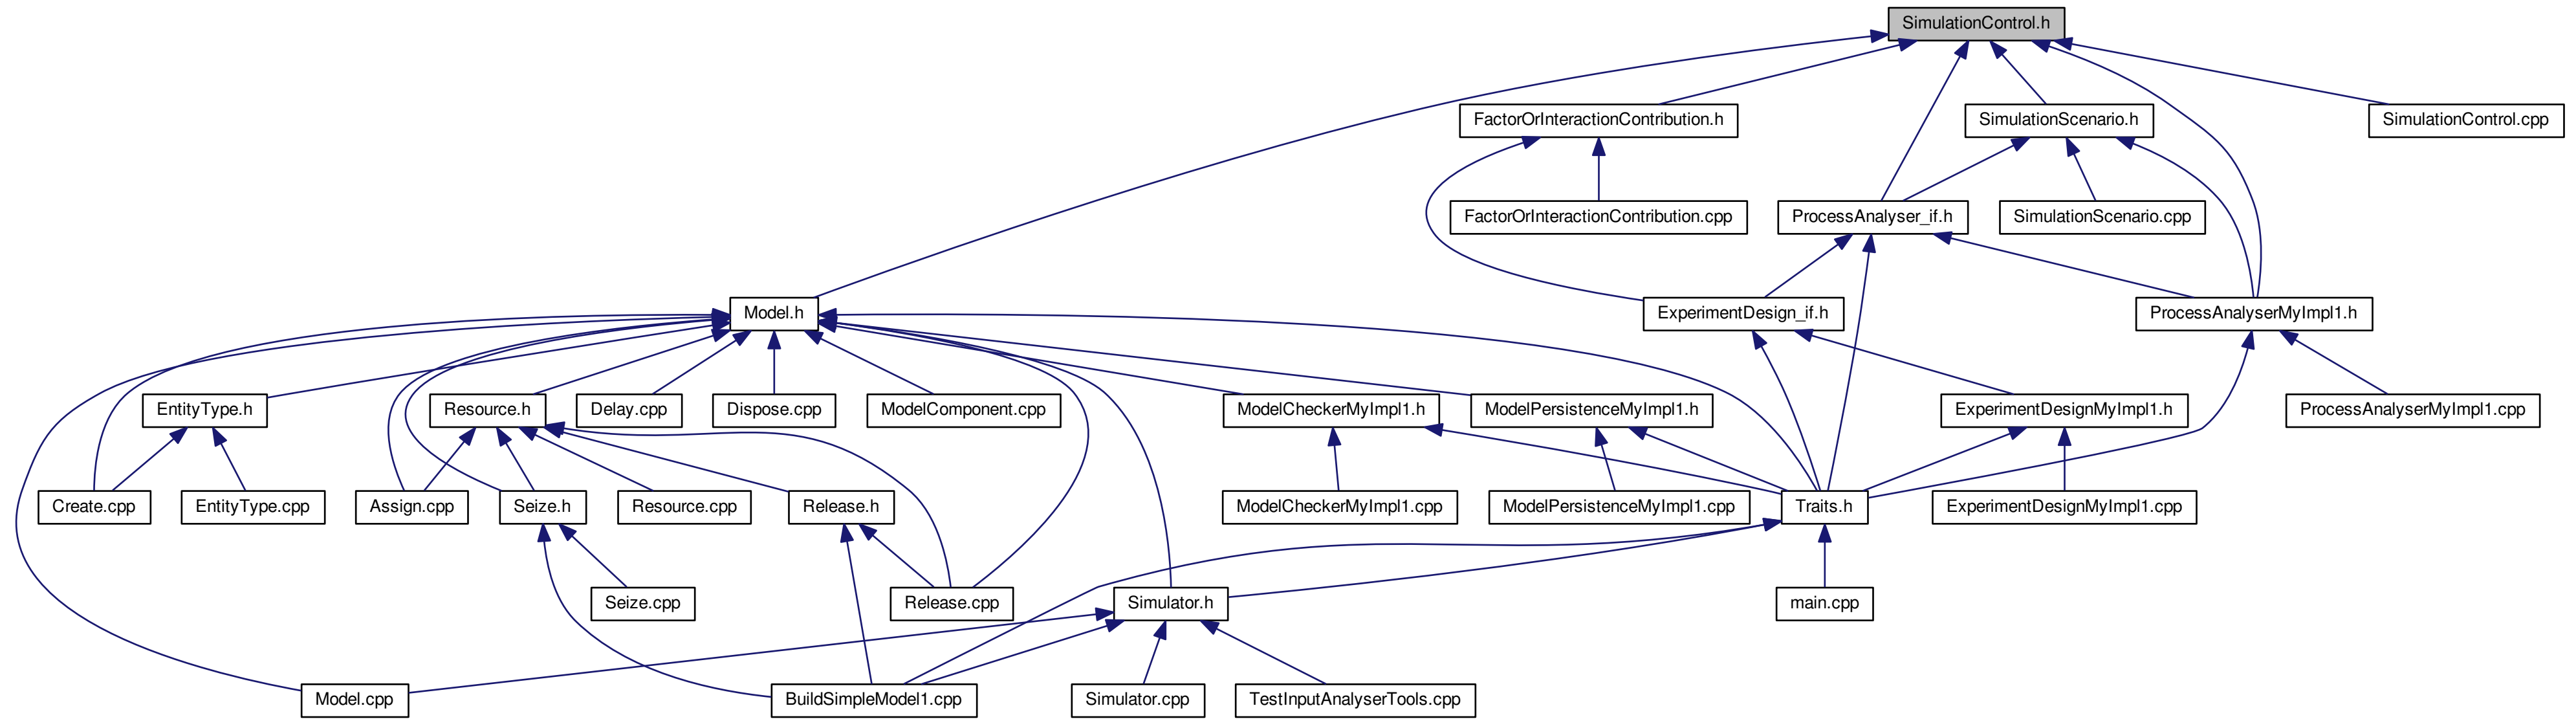 SimulationControl.h
FactorOrInteractionContribution.h
SimulationScenario.h
SimulationControl.cpp
FactorOrInteractionContribution.cpp
ProcessAnalyser_if.h
SimulationScenario.cpp
Model.h
ExperimentDesign_if.h
ProcessAnalyserMyImpl1.h
EntityType.h
Resource.h
Delay.cpp
Dispose.cpp
ModelComponent.cpp
ModelCheckerMyImpl1.h
ModelPersistenceMyImpl1.h
ExperimentDesignMyImpl1.h
ProcessAnalyserMyImpl1.cpp
Create.cpp
EntityType.cpp
Assign.cpp
Seize.h
Resource.cpp
Release.h
ModelCheckerMyImpl1.cpp
ModelPersistenceMyImpl1.cpp
Traits.h
ExperimentDesignMyImpl1.cpp
Seize.cpp
Release.cpp
Simulator.h
main.cpp
Model.cpp
BuildSimpleModel1.cpp
Simulator.cpp
TestInputAnalyserTools.cpp